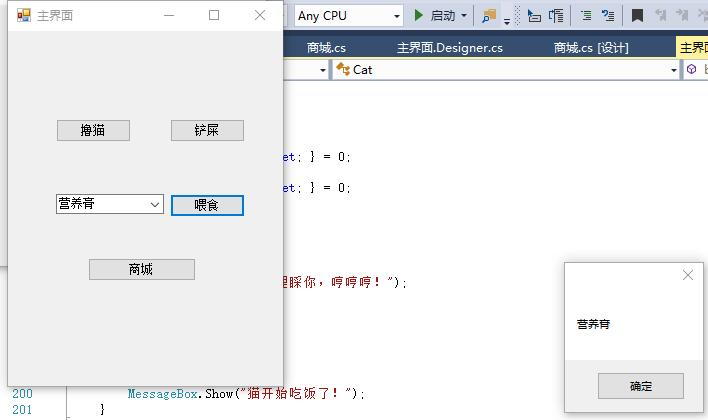 主界面
Any CPU
启动
商城.cs
主界面.Designer.cs
商城.cs [设计]
主界面
Cat
撸猫
铲屎
et; } = 0;
et; } = 0;
营养膏
喂食
商城
理睬你，哼哼哼！");
营养膏
确定
200
MessageBox.Show("猫开始吃饭了！");
201
}